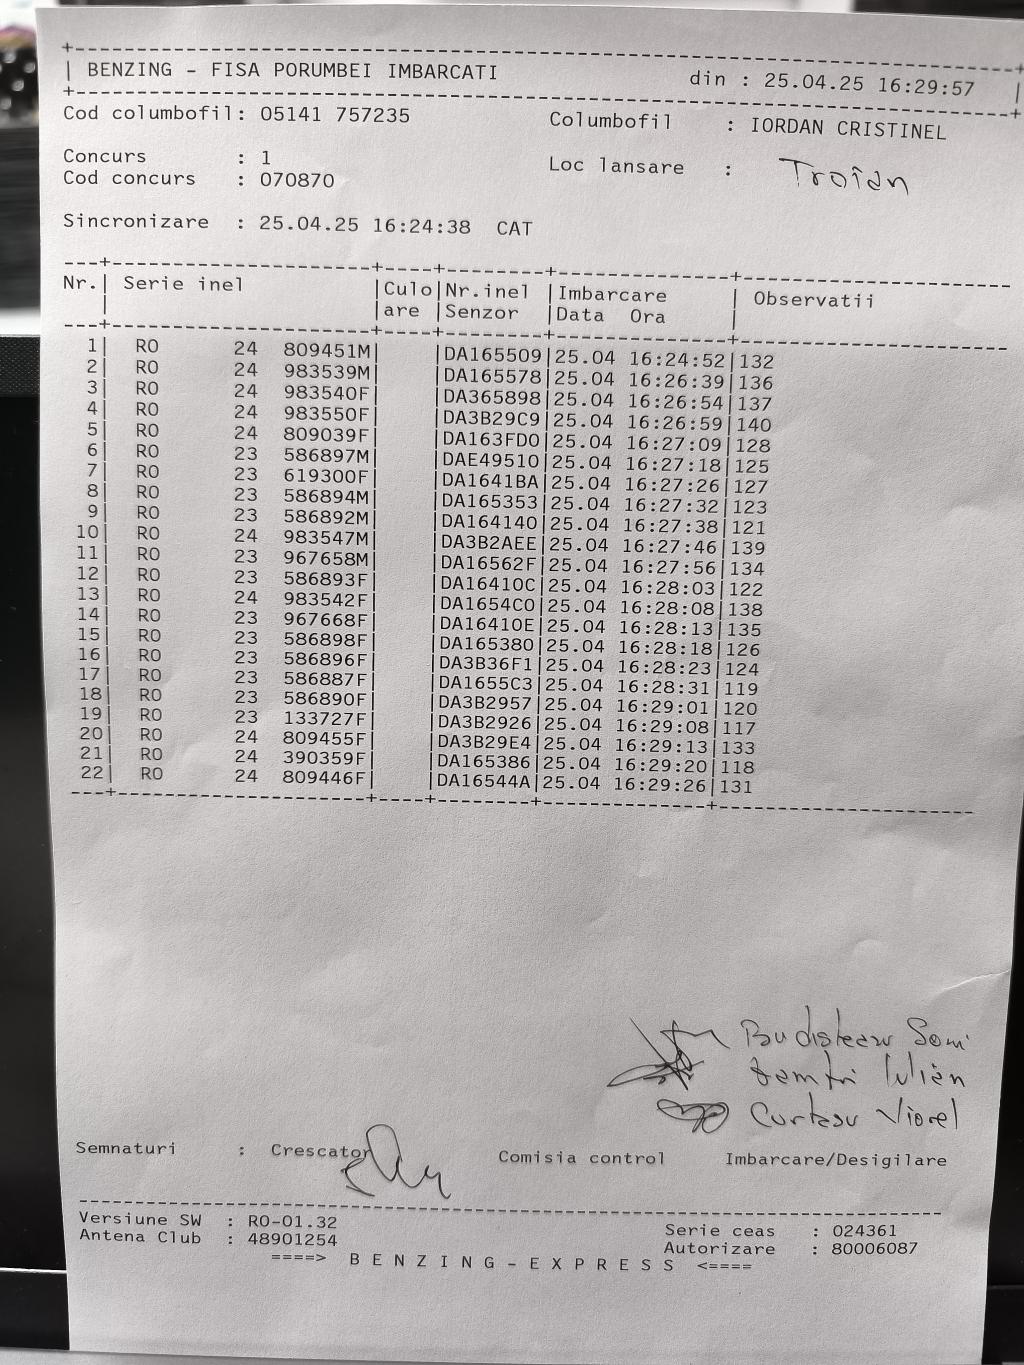 +--------------------------------------------------------------------------+
| BENZING - FISA PORUMBEI IMBARCATI din : 25.04.25 16:29:57 |
+--------------------------------------------------------------------------+
Cod columbofil: 05141 757235 Columbofil : IORDAN CRISTINEL
Concurs : 1 Loc lansare : Troian
Cod concurs : 070870
Sincronizare : 25.04.25 16:24:38 CAT
---+---------------------+----+--------+--------------+----------------------
Nr.| Serie inel |Culo|Nr.inel |Imbarcare | Observatii
| |are |Senzor |Data Ora |
---+---------------------+----+--------+--------------+----------------------
1| RO 24 809451M| |DA165509|25.04 16:24:52|132
2| RO 24 983539M| |DA165578|25.04 16:26:39|136
3| RO 24 983540F| |DA365898|25.04 16:26:54|137
4| RO 24 983550F| |DA3B29C9|25.04 16:26:59|140
5| RO 24 809039F| |DA163FD0|25.04 16:27:09|128
6| RO 23 586897M| |DAE49510|25.04 16:27:18|125
7| RO 23 619300F| |DA1641BA|25.04 16:27:26|127
8| RO 23 586894M| |DA165353|25.04 16:27:32|123
9| RO 23 586892M| |DA164140|25.04 16:27:38|121
10| RO 24 983547M| |DA3B2AEE|25.04 16:27:46|139
11| RO 23 967658M| |DA16562F|25.04 16:27:56|134
12| RO 23 586893F| |DA16410C|25.04 16:28:03|122
13| RO 24 983542F| |DA1654C0|25.04 16:28:08|138
14| RO 23 967668F| |DA16410E|25.04 16:28:13|135
15| RO 23 586898F| |DA165380|25.04 16:28:18|126
16| RO 23 586896F| |DA3B36F1|25.04 16:28:23|124
17| RO 23 586887F| |DA1655C3|25.04 16:28:31|119
18| RO 23 586890F| |DA3B2957|25.04 16:29:01|120
19| RO 23 133727F| |DA3B2926|25.04 16:29:08|117
20| RO 24 809455F| |DA3B29E4|25.04 16:29:13|133
21| RO 24 390359F| |DA165386|25.04 16:29:20|118
22| RO 24 809446F| |DA16544A|25.04 16:29:26|131
---+---------------------+----+--------+--------------+----------------------
Budisteanu
Iulian
Viorel
Semnaturi : Crescator Comisia control Imbarcare/Desigilare
--------------------------------------------------------------------------
Versiune SW : RO-01.32 Serie ceas : 024361
Antena Club : 48901254 Autorizare : 80006087
====> B E N Z I N G - E X P R E S S <====